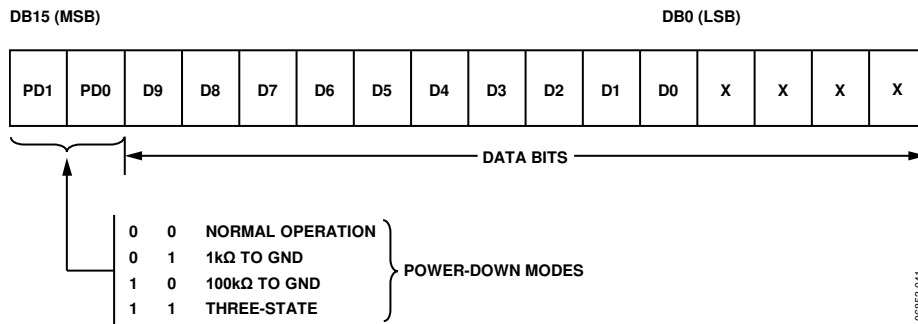 DB15 (MSB) DB0 (LSB)
PD1 PD0 D9 D8 D7 D6 D5 D4 D3 D2 D1 D0 X X X X
DATA BITS
0 0 NORMAL OPERATION
0 1 1kΩ TO GND
1 0 100kΩ TO GND
1 1 THREE-STATE
POWER-DOWN MODES